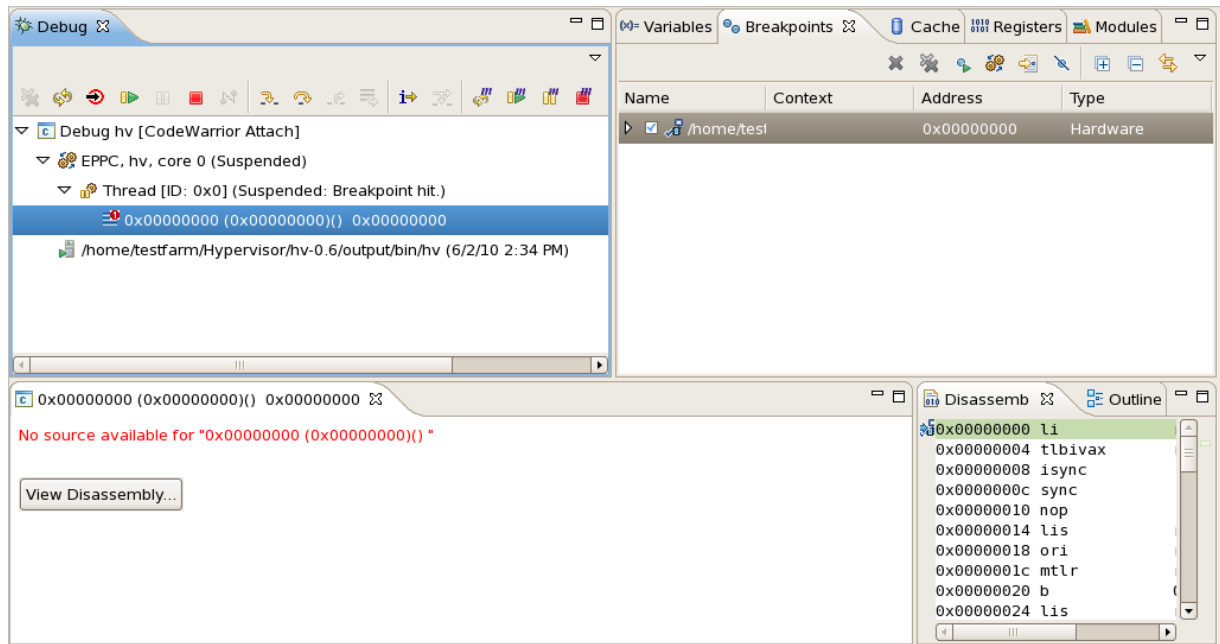 Debug
Debug hv [CodeWarrior Attach]
EPPC, hv, core 0 (Suspended)
Thread [ID: 0x0] (Suspended: Breakpoint hit.)
0x00000000 (0x00000000)() 0x00000000
/home/testfarm/Hypervisor/hv-0.6/output/bin/hv (6/2/10 2:34 PM)
(x)= Variables Breakpoints Cache Registers Modules
Name Context Address Type
/home/test 0x00000000 Hardware
0x00000000 (0x00000000)() 0x00000000
No source available for "0x00000000 (0x00000000)() "
View Disassembly...
Disassemb Outline
0x00000000 li
0x00000004 tlbivax
0x00000008 isync
0x0000000c sync
0x00000010 nop
0x00000014 lis
0x00000018 ori
0x0000001c mtlr
0x00000020 b
0x00000024 lis